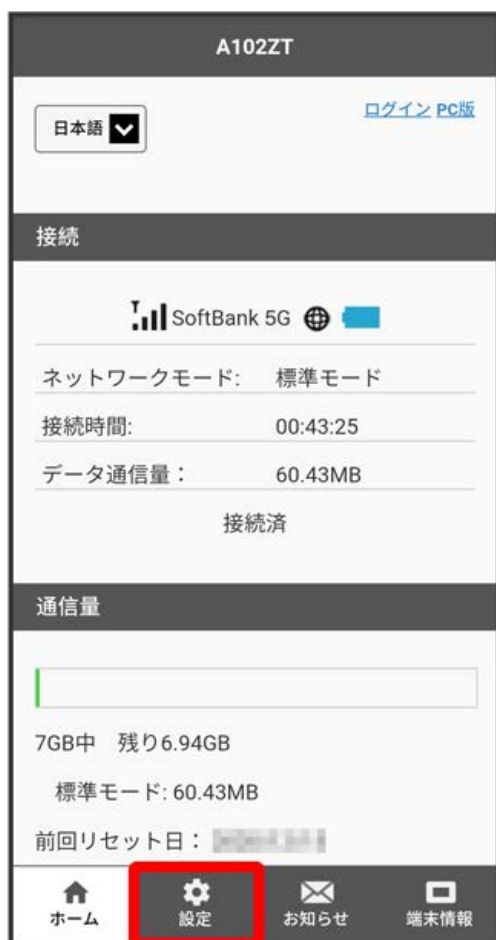 A102ZT
日本語
ログイン PC版
接続
SoftBank 5G
ネットワークモード: 標準モード
接続時間: 00:43:25
データ通信量： 60.43MB
接続済
通信量
7GB中 残り6.94GB
標準モード: 60.43MB
前回リセット日：
ホーム 設定 お知らせ 端末情報